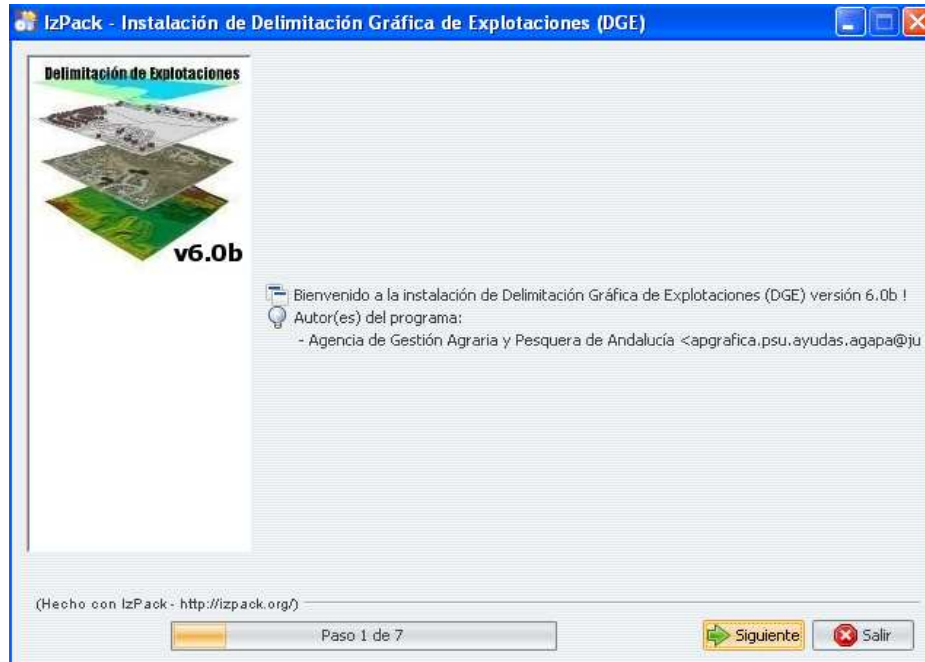 IzPack - Instalación de Delimitación Gráfica de Explotaciones (DGE)
Delimitación de Explotaciones
v6.0b
Bienvenido a la instalación de Delimitación Gráfica de Explotaciones (DGE) versión 6.0b !
Autor(es) del programa:
- Agencia de Gestión Agraria y Pesquera de Andalucía <apgrafica.psu.ayudas.agapa@ju
(Hecho con IzPack - http://izpack.org/)
Paso 1 de 7
Siguiente
Salir